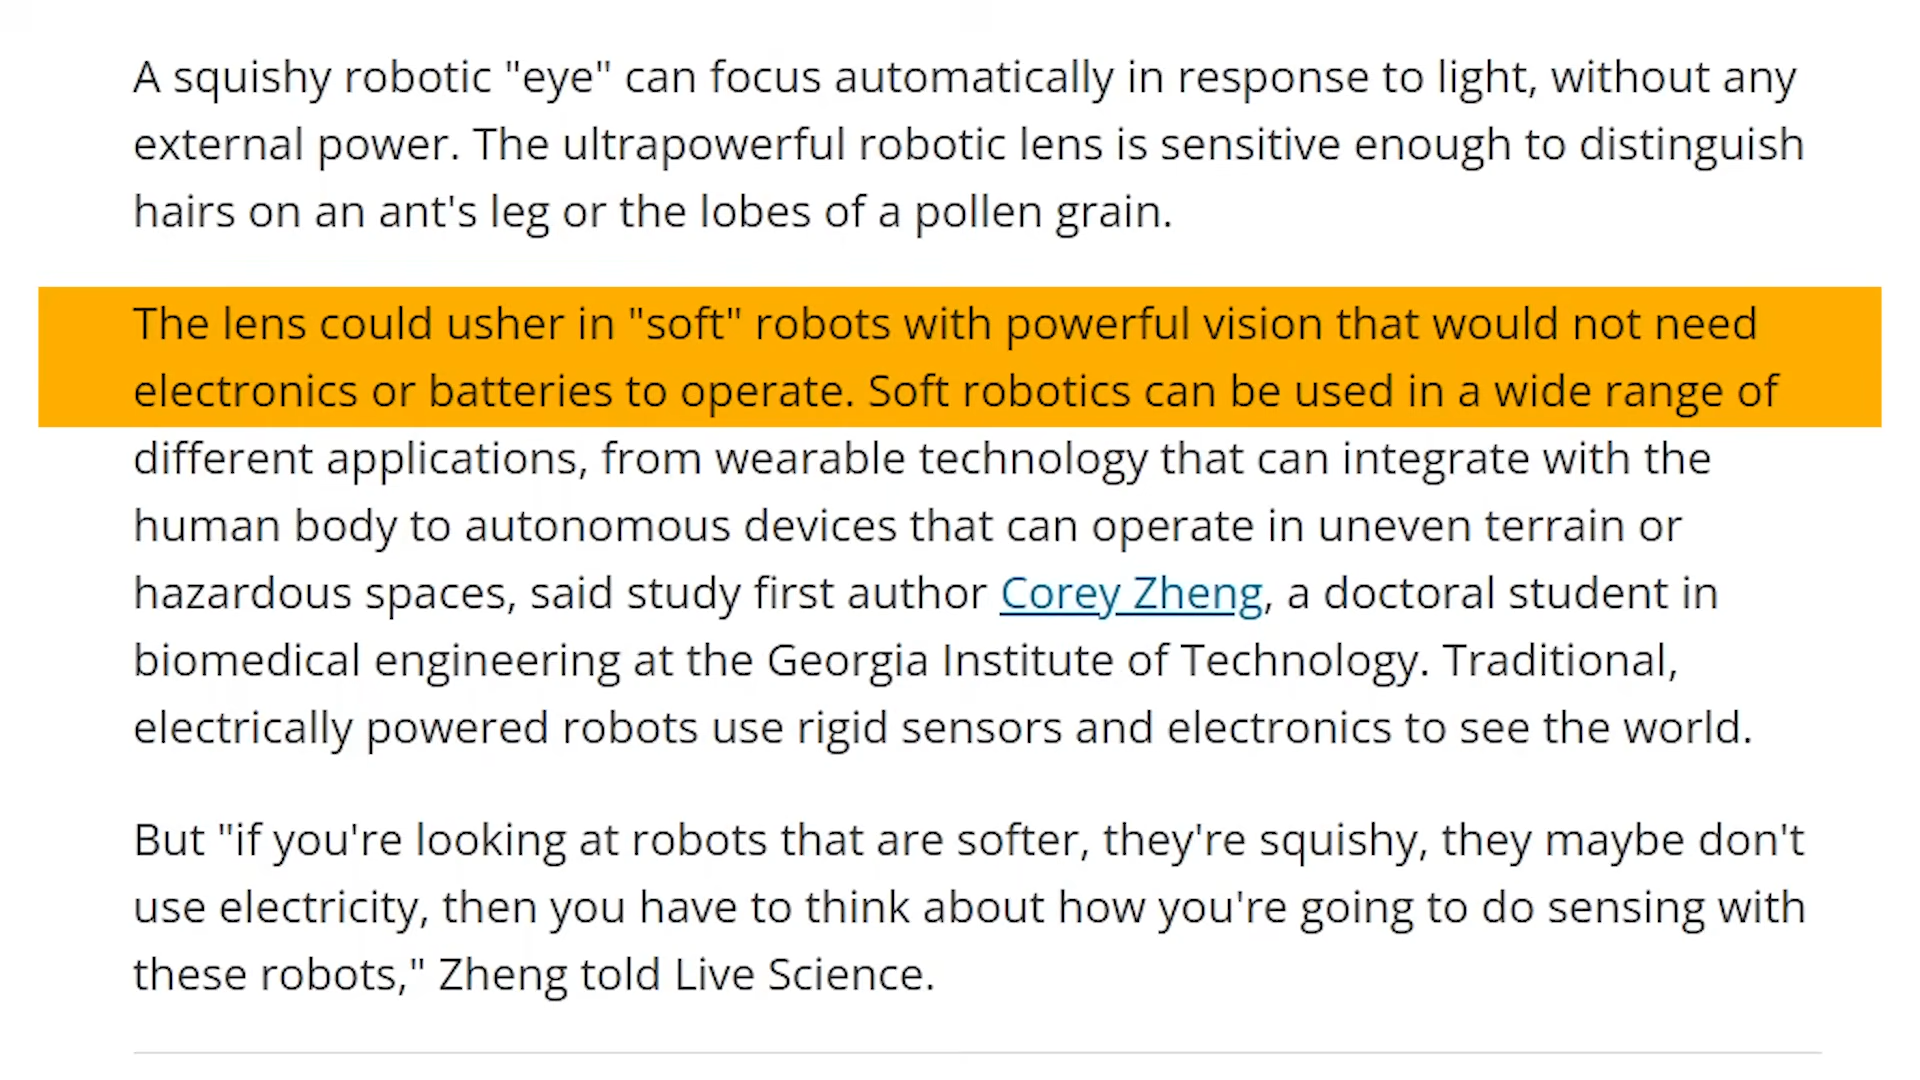 A squishy robotic "eye" can focus automatically in response to light, without any
external power. The ultrapowerful robotic lens is sensitive enough to distinguish
hairs on an ant's leg or the lobes of a pollen grain.
The lens could usher in "soft" robots with powerful vision that would not need
electronics or batteries to operate. Soft robotics can be used in a wide range of
different applications, from wearable technology that can integrate with the
human body to autonomous devices that can operate in uneven terrain or
hazardous spaces, said study first author Corey Zheng, a doctoral student in
biomedical engineering at the Georgia Institute of Technology. Traditional,
electrically powered robots use rigid sensors and electronics to see the world.
But "if you're looking at robots that are softer, they're squishy, they maybe don't
use electricity, then you have to think about how you're going to do sensing with
these robots," Zheng told Live Science.